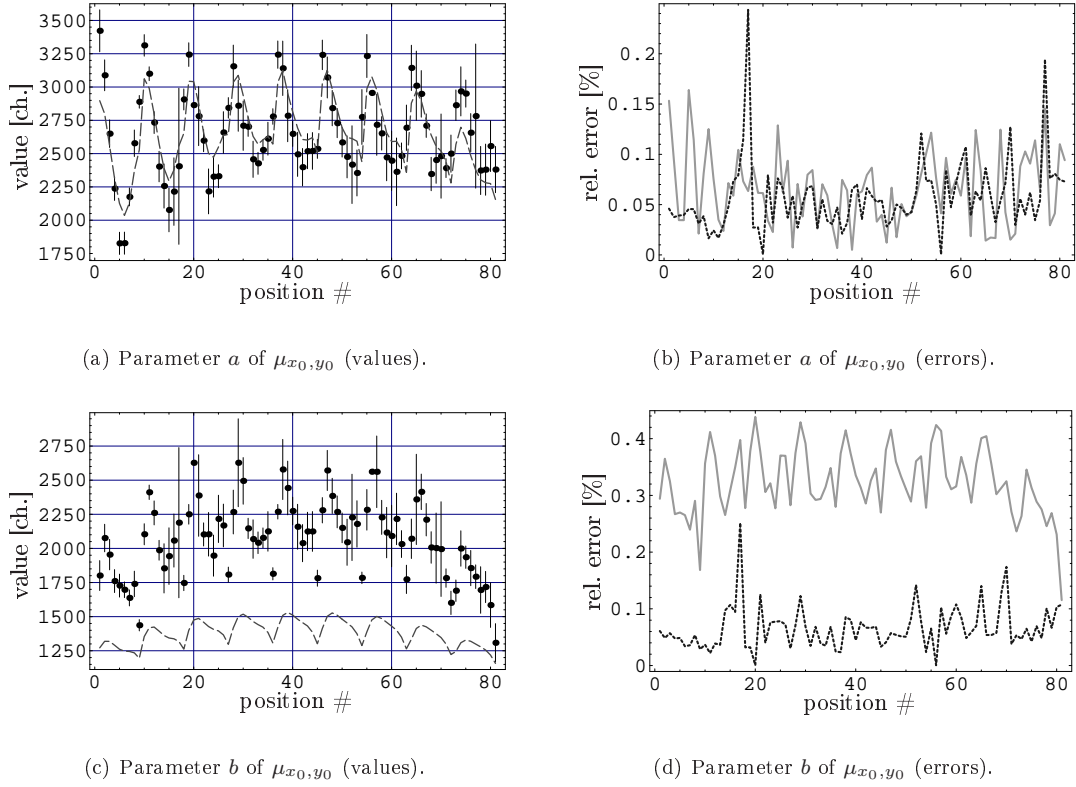 3500
3250
3000
2750
2500
2250
2000
1750
value [ch.]
0 20 40 60 80
position #
(a) Parameter a of μx₀,y₀ (values).
0.2
0.15
0.1
0.05
0
rel. error [%]
0 20 40 60 80
position #
(b) Parameter a of μx₀,y₀ (errors).
2750
2500
2250
2000
1750
1500
1250
value [ch.]
0 20 40 60 80
position #
(c) Parameter b of μx₀,y₀ (values).
0.4
0.3
0.2
0.1
0
rel. error [%]
0 20 40 60 80
position #
(d) Parameter b of μx₀,y₀ (errors).